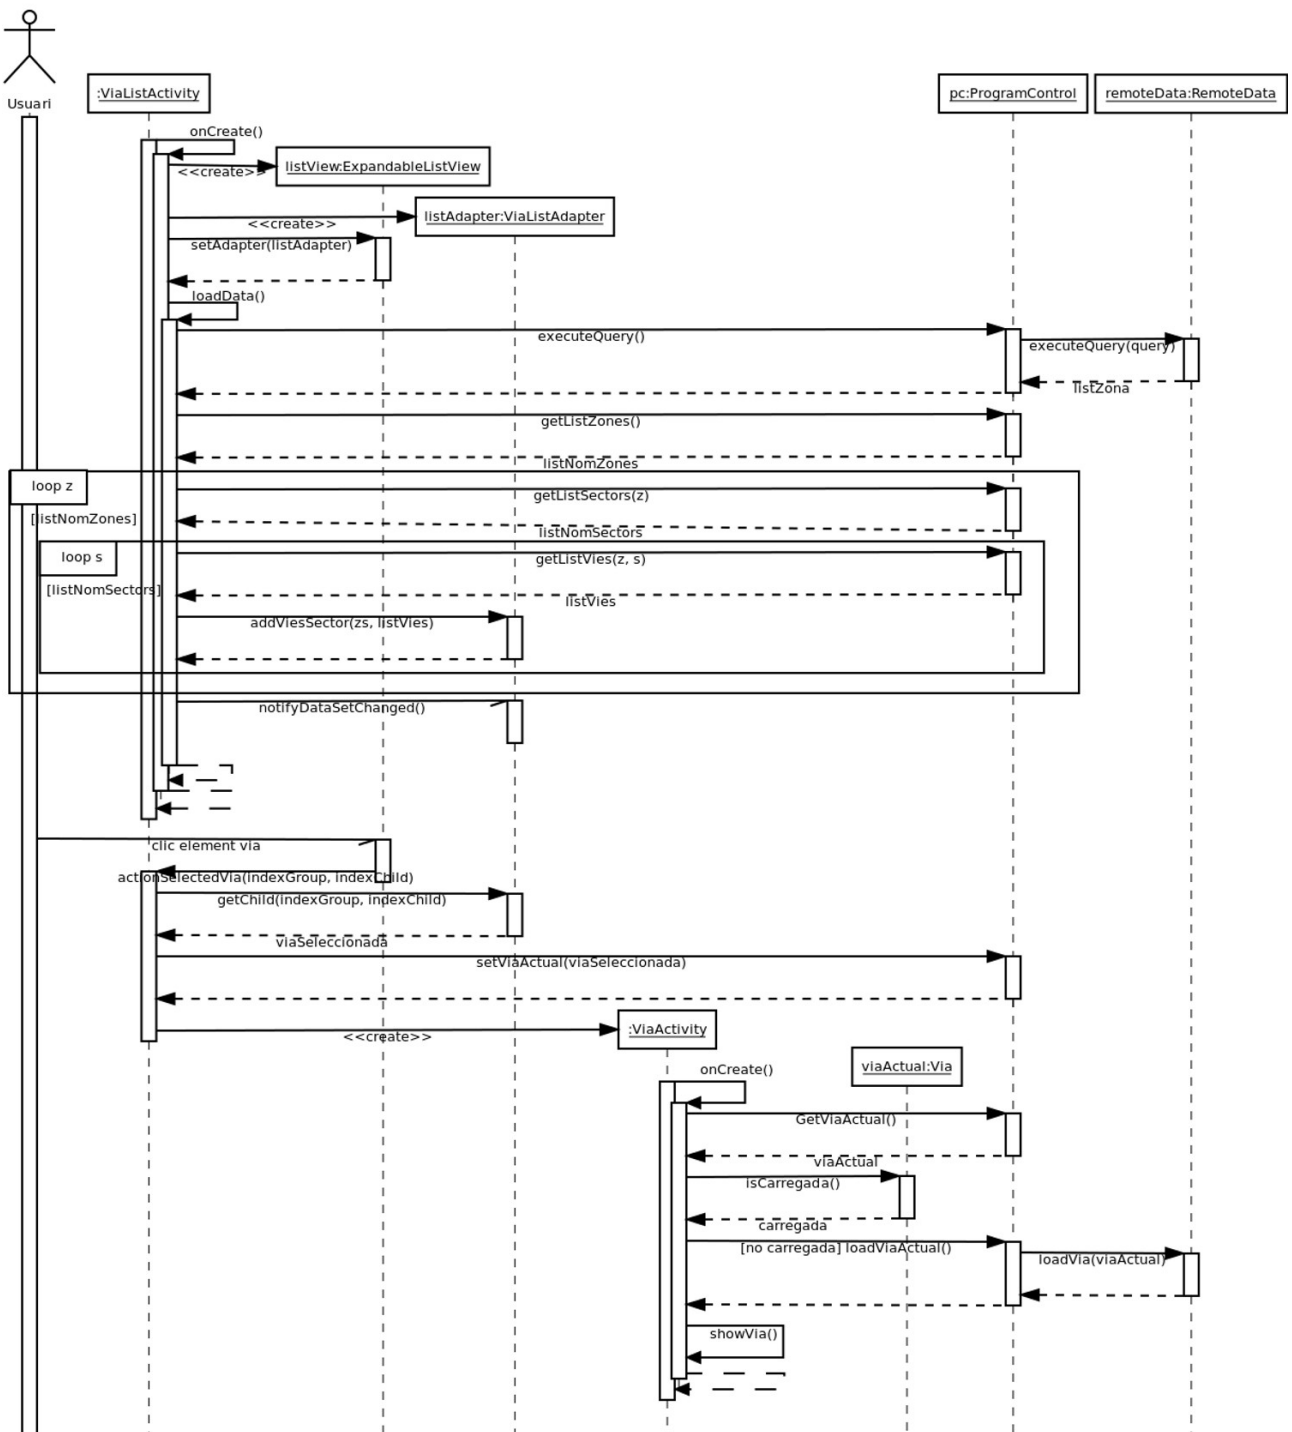 Usuari
:ViaListActivity
pc:ProgramControl
remoteData:RemoteData
onCreate()
<<create>>
listView:ExpandableListView
<<create>>
listAdapter:ViaListAdapter
setAdapter(listAdapter)
loadData()
executeQuery()
executeQuery(query)
listZona
getListZones()
listNomZones
loop z
getListSectors(z)
[listNomZones]
listNomSectors
loop s
getListVies(z, s)
[listNomSectors]
listVies
addViesSector(zs, listVies)
notifyDataSetChanged()
clic element via
actionSelectedVia(indexGroup, indexChild)
getChild(indexGroup, indexChild)
viaSeleccionada
setViaActual(viaSeleccionada)
<<create>>
:ViaActivity
onCreate()
viaActual:Via
GetViaActual()
viaActual
isCarregada()
carregada
[no carregada] loadViaActual()
loadVia(viaActual)
showVia()